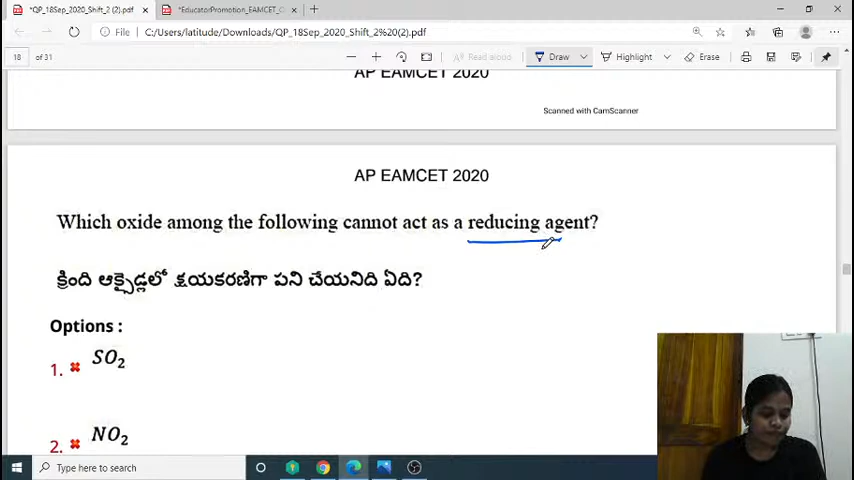 *QP_18Sep_2020_Shift_2 (2).pdf
*EducatorPromotion_EAMCET_C
File
C:/Users/latitude/Downloads/QP_18Sep_2020_Shift_2%20(2).pdf
18 of 31
Read aloud
Draw
Highlight
Erase
AP EAMCET 2020
Scanned with CamScanner
AP EAMCET 2020
Which oxide among the following cannot act as a reducing agent?
క్రింది ఆక్సైడ్లలో క్షయకరణిగా పని చేయనిది ఏది?
Options :
1. SO2
2. NO2
Type here to search